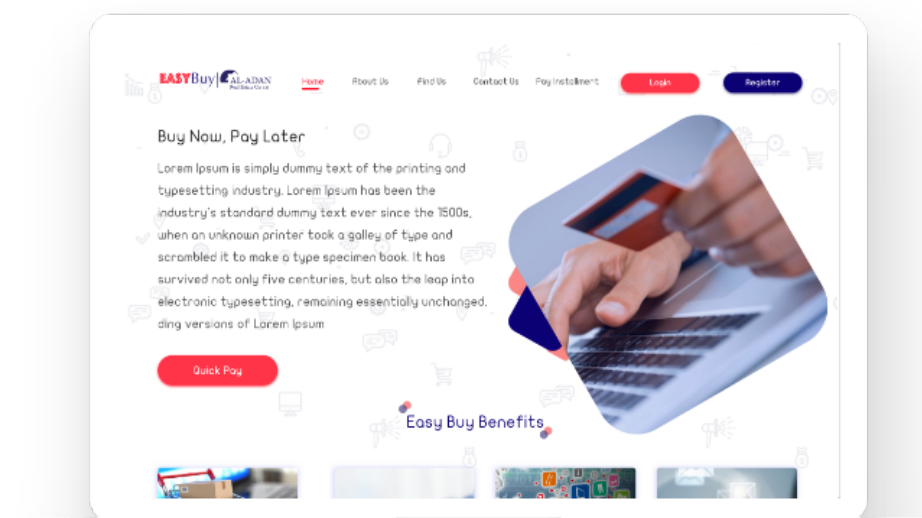 EASYBuy AL-ADAN
Home About Us Find Us Contact Us Pay Installment Login Register
Buy Now, Pay Later
Lorem Ipsum is simply dummy text of the printing and
typesetting industry. Lorem Ipsum has been the
industry's standard dummy text ever since the 1500s,
when an unknown printer took a galley of type and
scrambled it to make a type specimen book. It has
survived not only five centuries, but also the leap into
electronic typesetting, remaining essentially unchanged.
ding versions of Lorem Ipsum
Quick Pay
Easy Buy Benefits